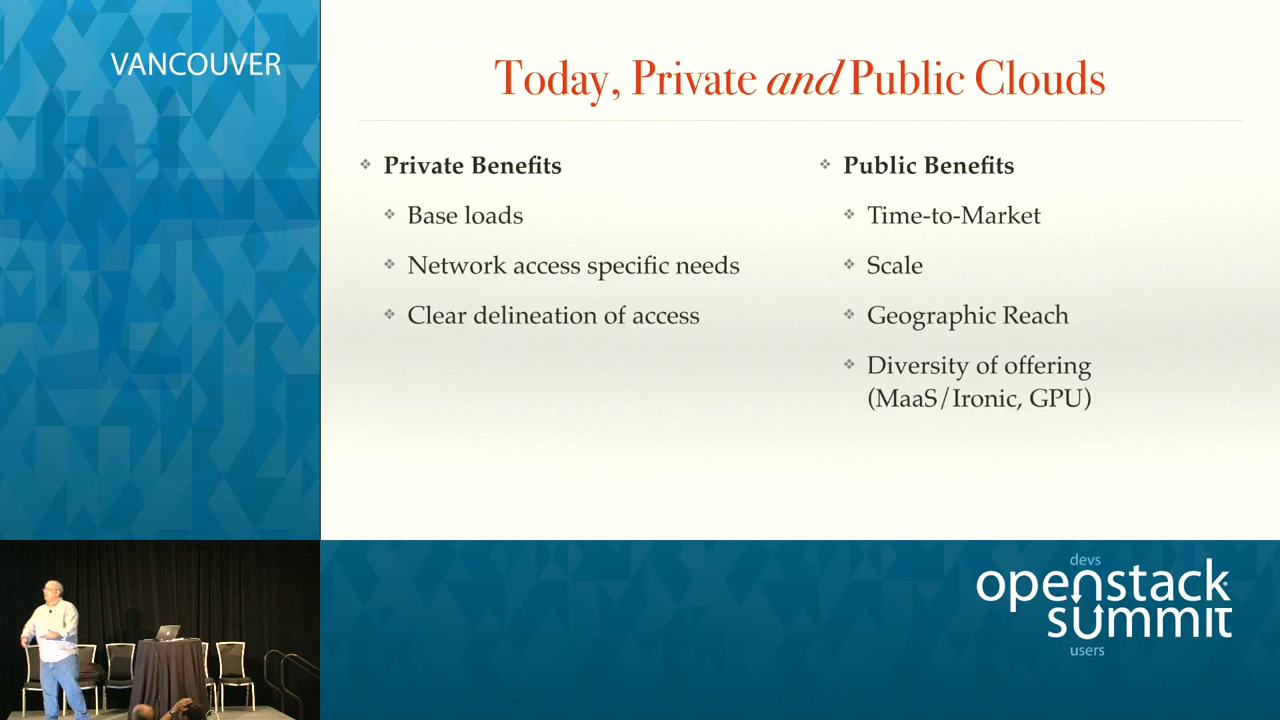 VANCOUVER
Today, Private and Public Clouds
Private Benefits
Base loads
Network access specific needs
Clear delineation of access
Public Benefits
Time-to-Market
Scale
Geographic Reach
Diversity of offering
(MaaS/Ironic, GPU)
devs
openstack
summit
users